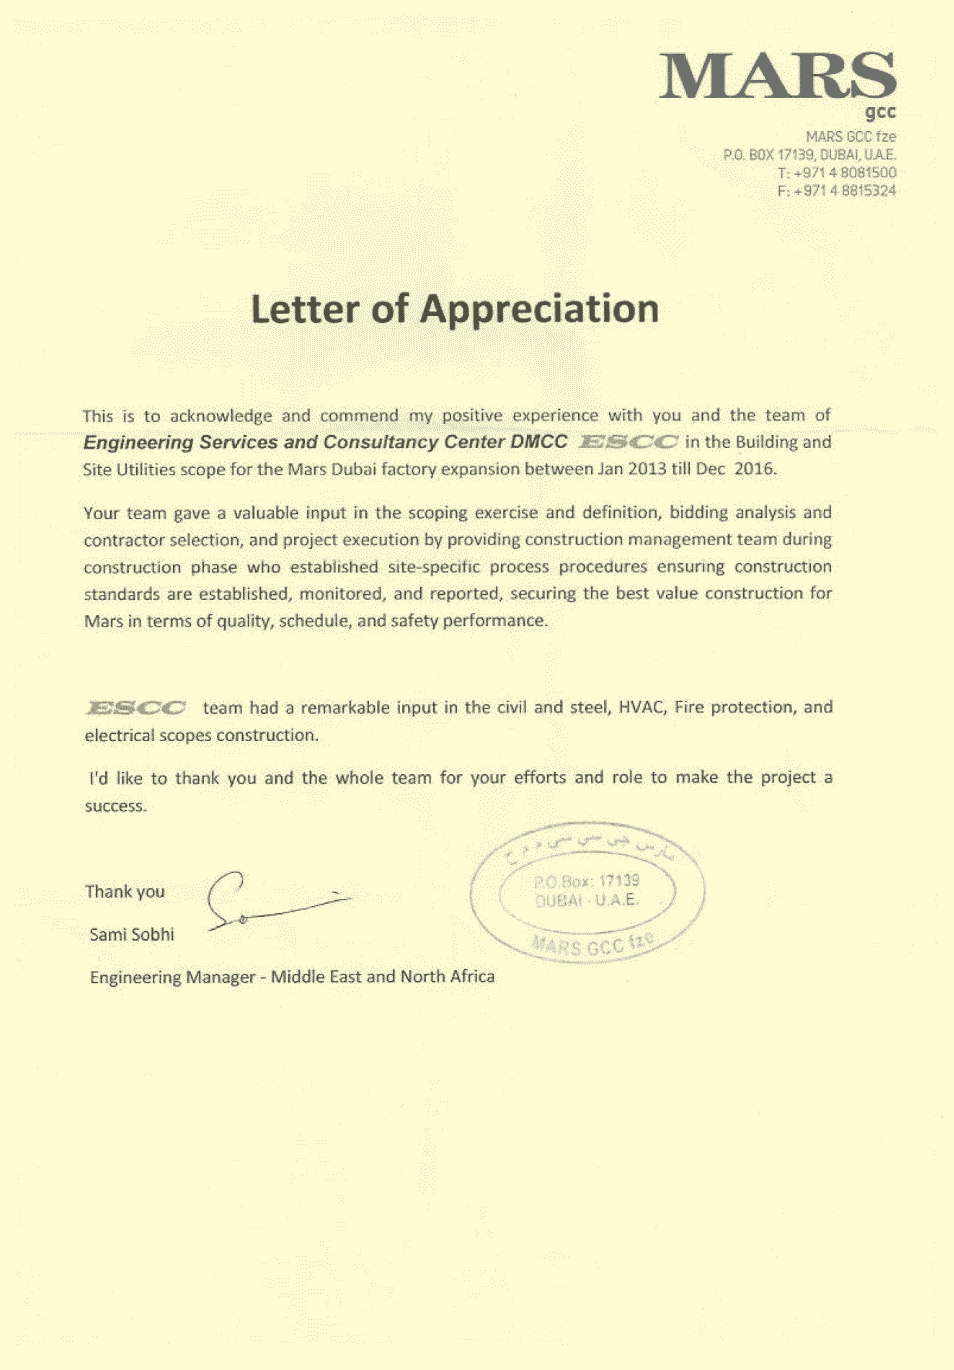 MARS
gcc
MARS GCC fze
P.O. BOX 17139, DUBAI, U.A.E.
T: +971 4 8081500
F: +971 4 8815324
Letter of Appreciation
This is to acknowledge and commend my positive experience with you and the team of
Engineering Services and Consultancy Center DMCC ESCC in the Building and
Site Utilities scope for the Mars Dubai factory expansion between Jan 2013 till Dec 2016.
Your team gave a valuable input in the scoping exercise and definition, bidding analysis and
contractor selection, and project execution by providing construction management team during
construction phase who established site-specific process procedures ensuring construction
standards are established, monitored, and reported, securing the best value construction for
Mars in terms of quality, schedule, and safety performance.
ESCC team had a remarkable input in the civil and steel, HVAC, Fire protection, and
electrical scopes construction.
I'd like to thank you and the whole team for your efforts and role to make the project a
success.
مارس جي سي سي م م ح
P.O.Box: 17139
DUBAI - U.A.E.
MARS GCC fze
Thank you
Sami Sobhi
Engineering Manager - Middle East and North Africa